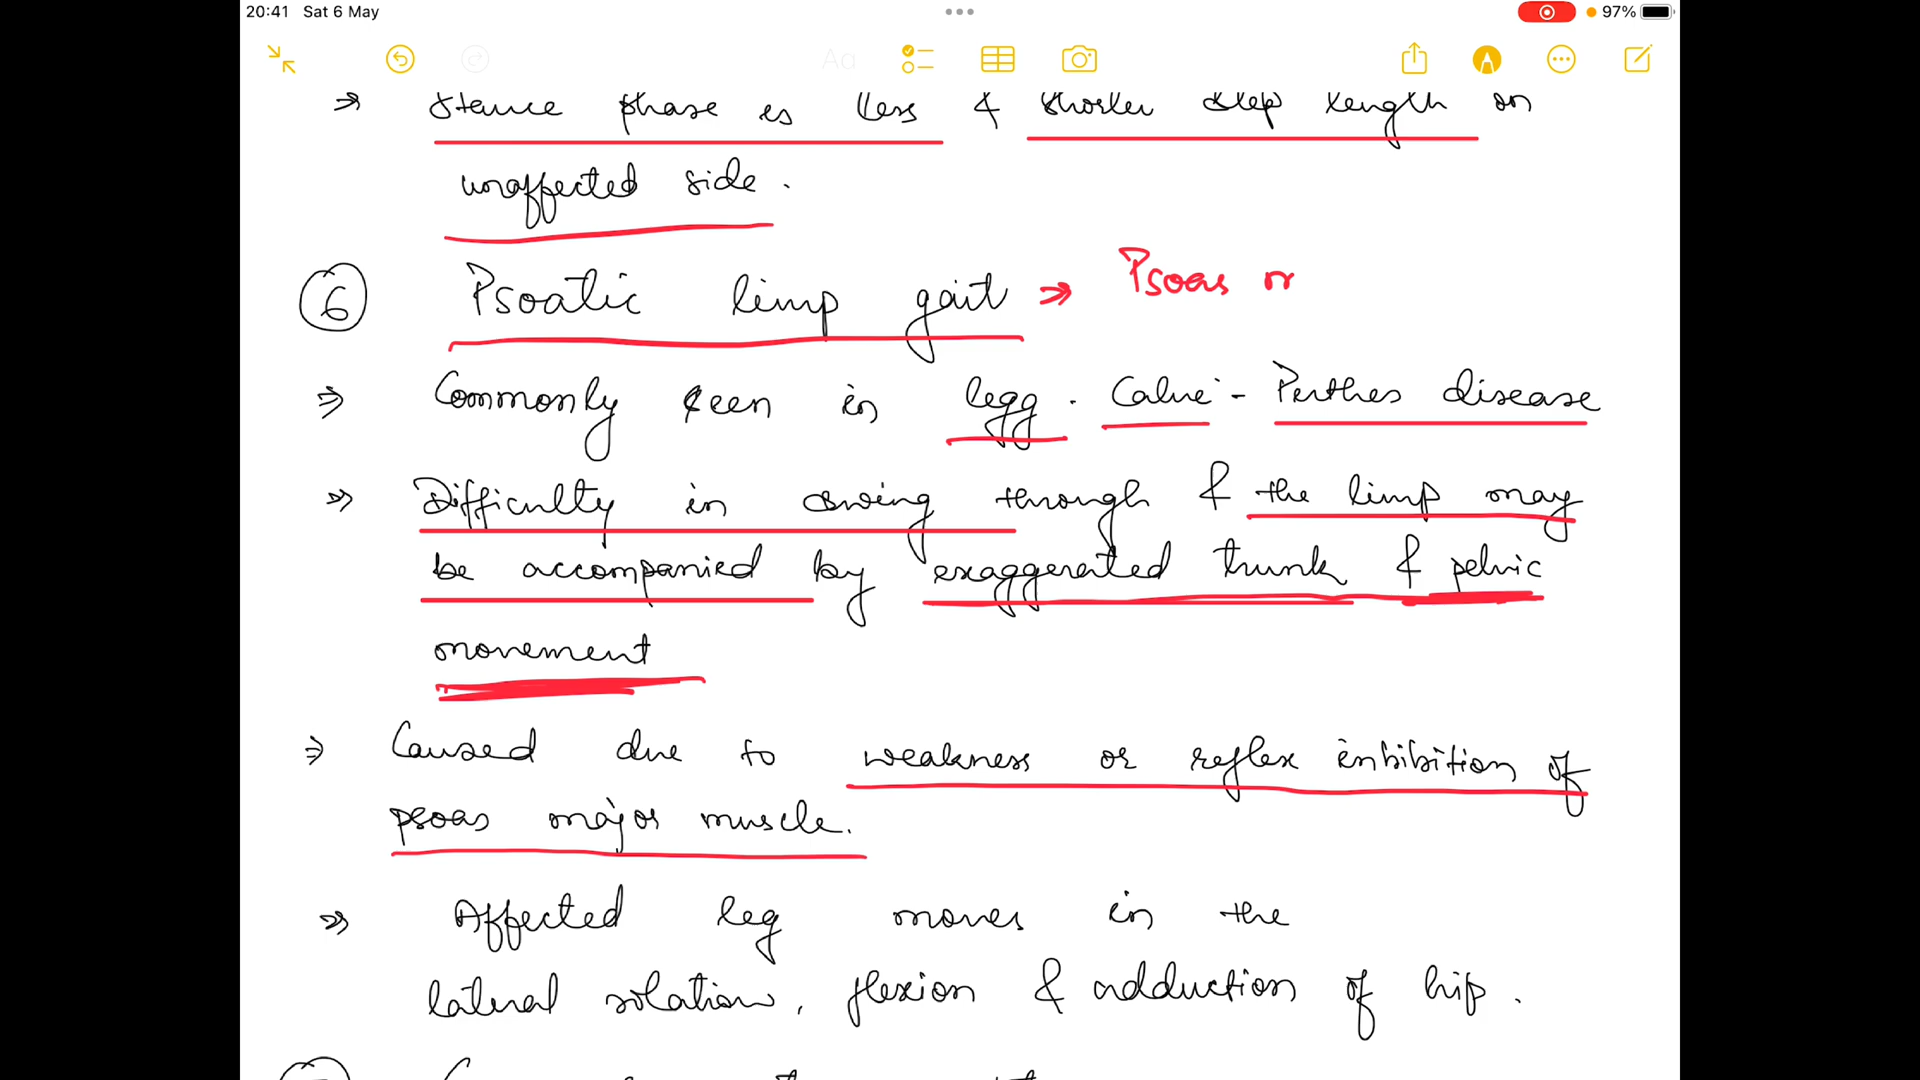 20:41 Sat 6 May 97%
⇒ Stance phase is less & shorter step length on
unaffected side.
6 Psoatic limp gait ⇒ Psoas or
⇒ Commonly seen in legg. Calve - Perthes disease
⇒ Difficulty in swing through & the limp may
be accompanied by exaggerated trunk & pelvic
movement
⇒ Caused due to weakness or reflex inhibition of
psoas major muscle.
⇒ Affected leg moves in the
lateral rotation, flexion & adduction of hip.